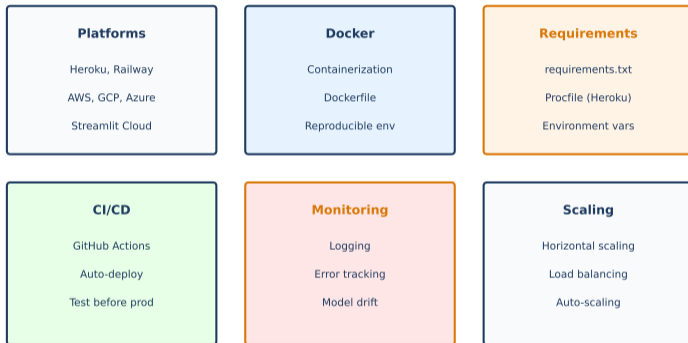 Platforms
Heroku, Railway
AWS, GCP, Azure
Streamlit Cloud
Docker
Containerization
Dockerfile
Reproducible env
Requirements
requirements.txt
Procfile (Heroku)
Environment vars
CI/CD
GitHub Actions
Auto-deploy
Test before prod
Monitoring
Logging
Error tracking
Model drift
Scaling
Horizontal scaling
Load balancing
Auto-scaling